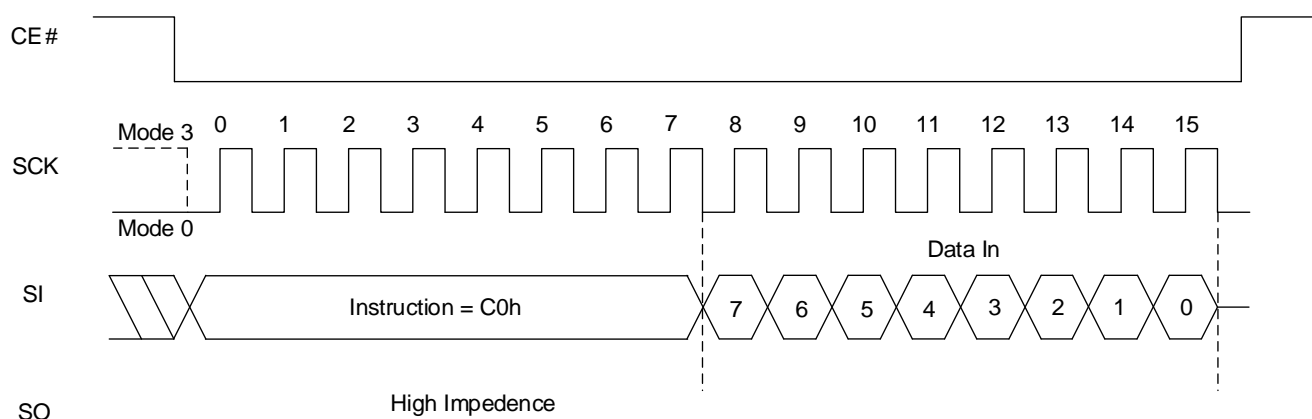 CE#
Mode 3 0 1 2 3 4 5 6 7 8 9 10 11 12 13 14 15
SCK
Mode 0
Data In
SI Instruction = C0h 7 6 5 4 3 2 1 0
High Impedence
SO